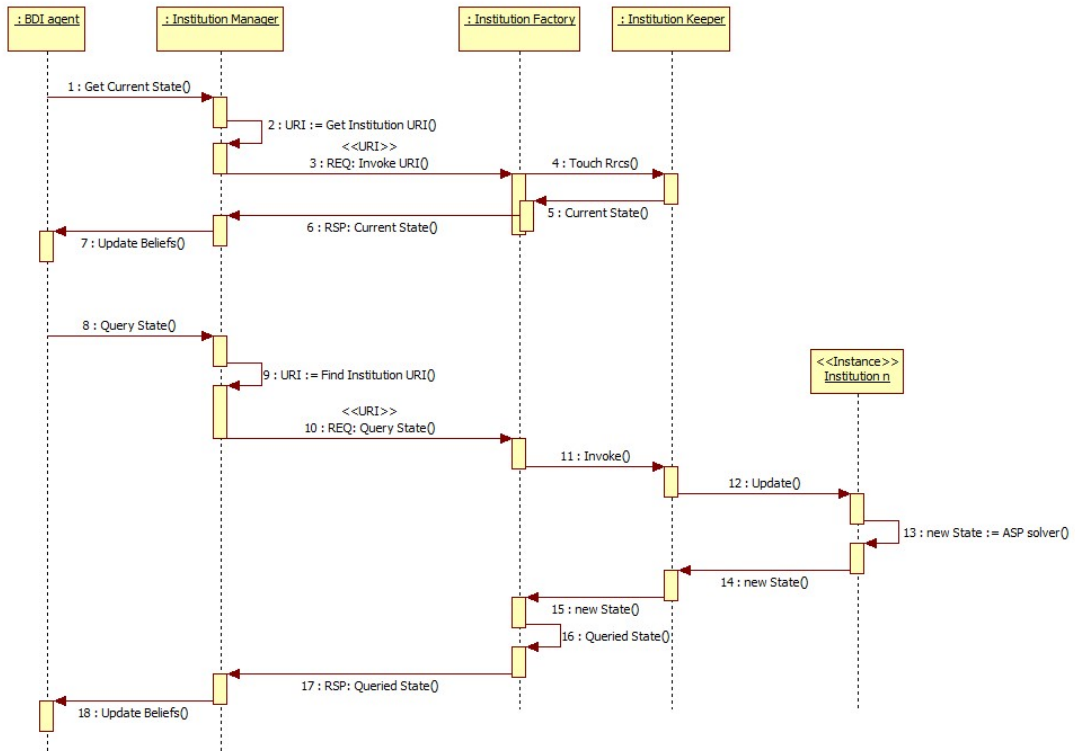 : BDI agent
: Institution Manager
: Institution Factory
: Institution Keeper
1 : Get Current State()
2 : URI := Get Institution URI()
<<URI>>
3 : REQ: Invoke URI()
4 : Touch Rrcs()
5 : Current State()
6 : RSP: Current State()
7 : Update Beliefs()
8 : Query State()
<<Instance>>
Institution n
9 : URI := Find Institution URI()
<<URI>>
10 : REQ: Query State()
11 : Invoke()
12 : Update()
13 : new State := ASP solver()
14 : new State()
15 : new State()
16 : Queried State()
17 : RSP: Queried State()
18 : Update Beliefs()